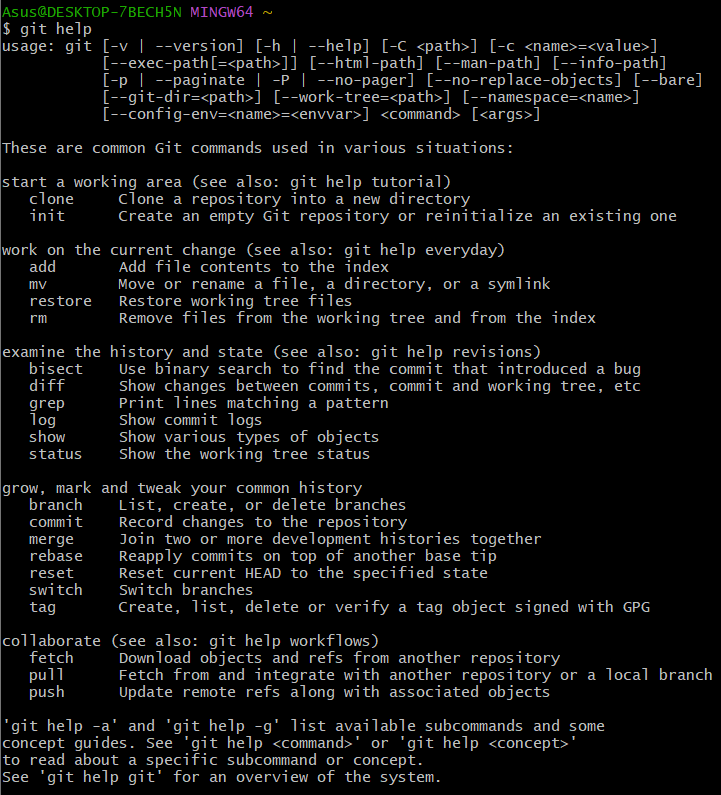 Asus@DESKTOP-7BECH5N MINGW64 ~
$ git help
usage: git [-v | --version] [-h | --help] [-C <path>] [-c <name>=<value>]
           [--exec-path[=<path>]] [--html-path] [--man-path] [--info-path]
           [-p | --paginate | -P | --no-pager] [--no-replace-objects] [--bare]
           [--git-dir=<path>] [--work-tree=<path>] [--namespace=<name>]
           [--config-env=<name>=<envvar>] <command> [<args>]

These are common Git commands used in various situations:

start a working area (see also: git help tutorial)
   clone     Clone a repository into a new directory
   init      Create an empty Git repository or reinitialize an existing one

work on the current change (see also: git help everyday)
   add       Add file contents to the index
   mv        Move or rename a file, a directory, or a symlink
   restore   Restore working tree files
   rm        Remove files from the working tree and from the index

examine the history and state (see also: git help revisions)
   bisect    Use binary search to find the commit that introduced a bug
   diff      Show changes between commits, commit and working tree, etc
   grep      Print lines matching a pattern
   log       Show commit logs
   show      Show various types of objects
   status    Show the working tree status

grow, mark and tweak your common history
   branch    List, create, or delete branches
   commit    Record changes to the repository
   merge     Join two or more development histories together
   rebase    Reapply commits on top of another base tip
   reset     Reset current HEAD to the specified state
   switch    Switch branches
   tag       Create, list, delete or verify a tag object signed with GPG

collaborate (see also: git help workflows)
   fetch     Download objects and refs from another repository
   pull      Fetch from and integrate with another repository or a local branch
   push      Update remote refs along with associated objects

'git help -a' and 'git help -g' list available subcommands and some
concept guides. See 'git help <command>' or 'git help <concept>'
to read about a specific subcommand or concept.
See 'git help git' for an overview of the system.